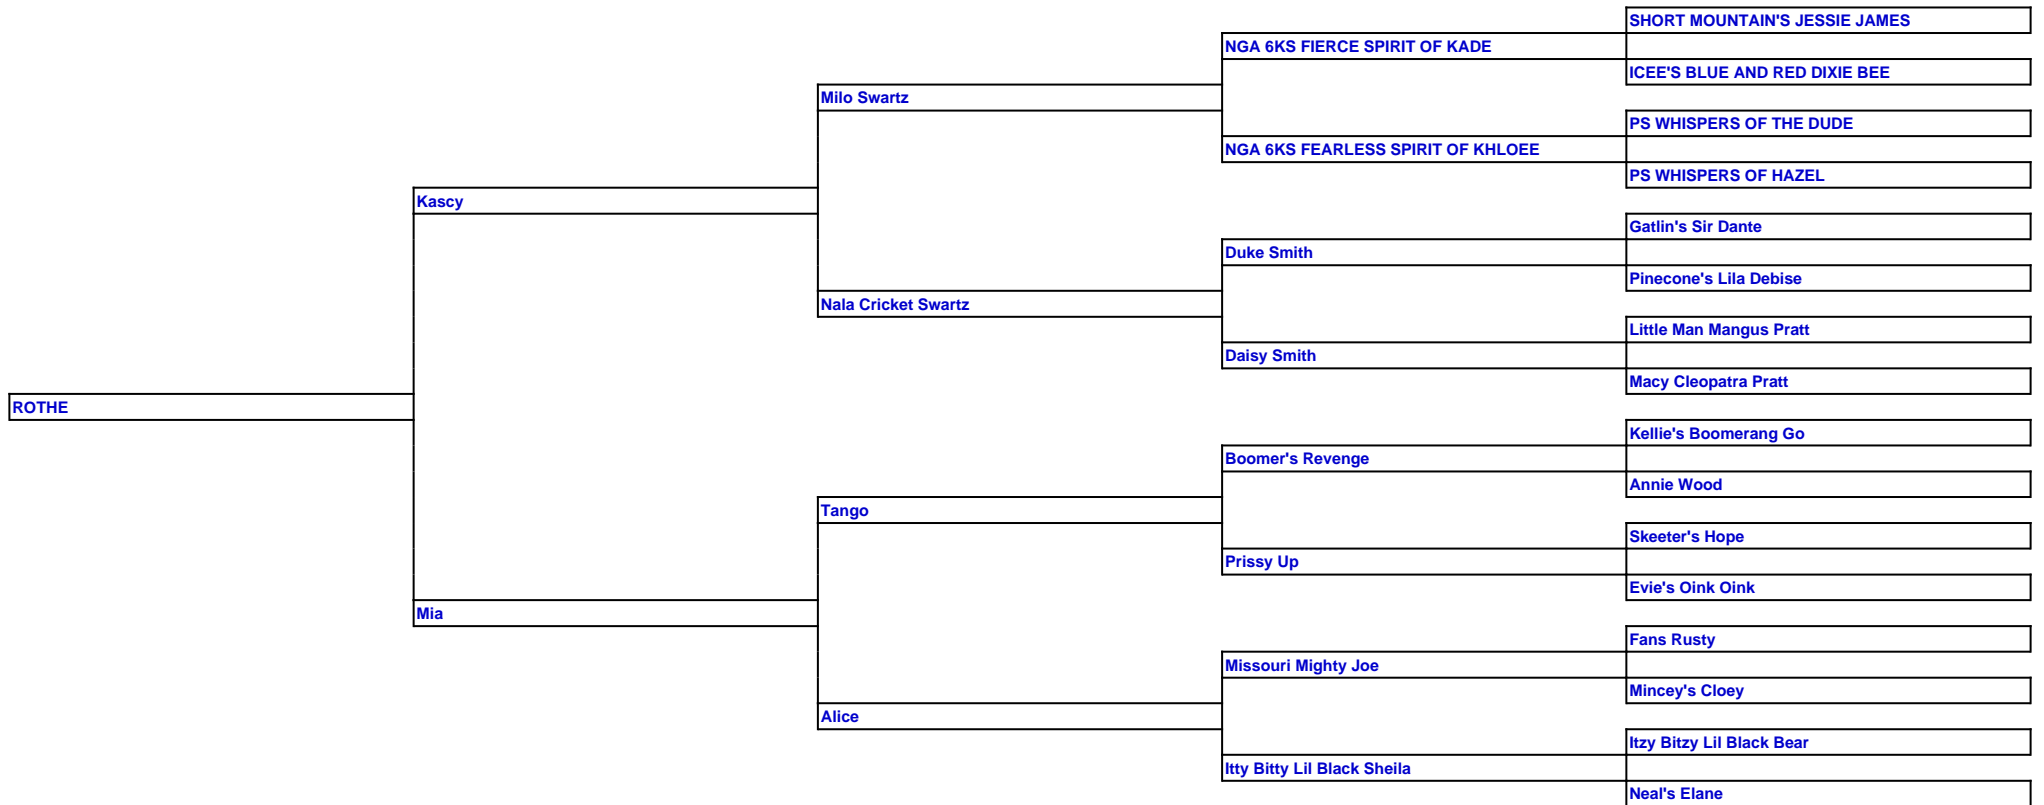 SHORT MOUNTAIN'S JESSIE JAMES
NGA 6KS FIERCE SPIRIT OF KADE
ICEE'S BLUE AND RED DIXIE BEE
Milo Swartz
PS WHISPERS OF THE DUDE
NGA 6KS FEARLESS SPIRIT OF KHLOEE
PS WHISPERS OF HAZEL
Kascy
Gatlin's Sir Dante
Duke Smith
Pinecone's Lila Debise
Nala Cricket Swartz
Little Man Mangus Pratt
Daisy Smith
Macy Cleopatra Pratt
ROTHE
Kellie's Boomerang Go
Boomer's Revenge
Annie Wood
Tango
Skeeter's Hope
Prissy Up
Evie's Oink Oink
Mia
Fans Rusty
Missouri Mighty Joe
Mincey's Cloey
Alice
Itzy Bitzy Lil Black Bear
Itty Bitty Lil Black Sheila
Neal's Elane